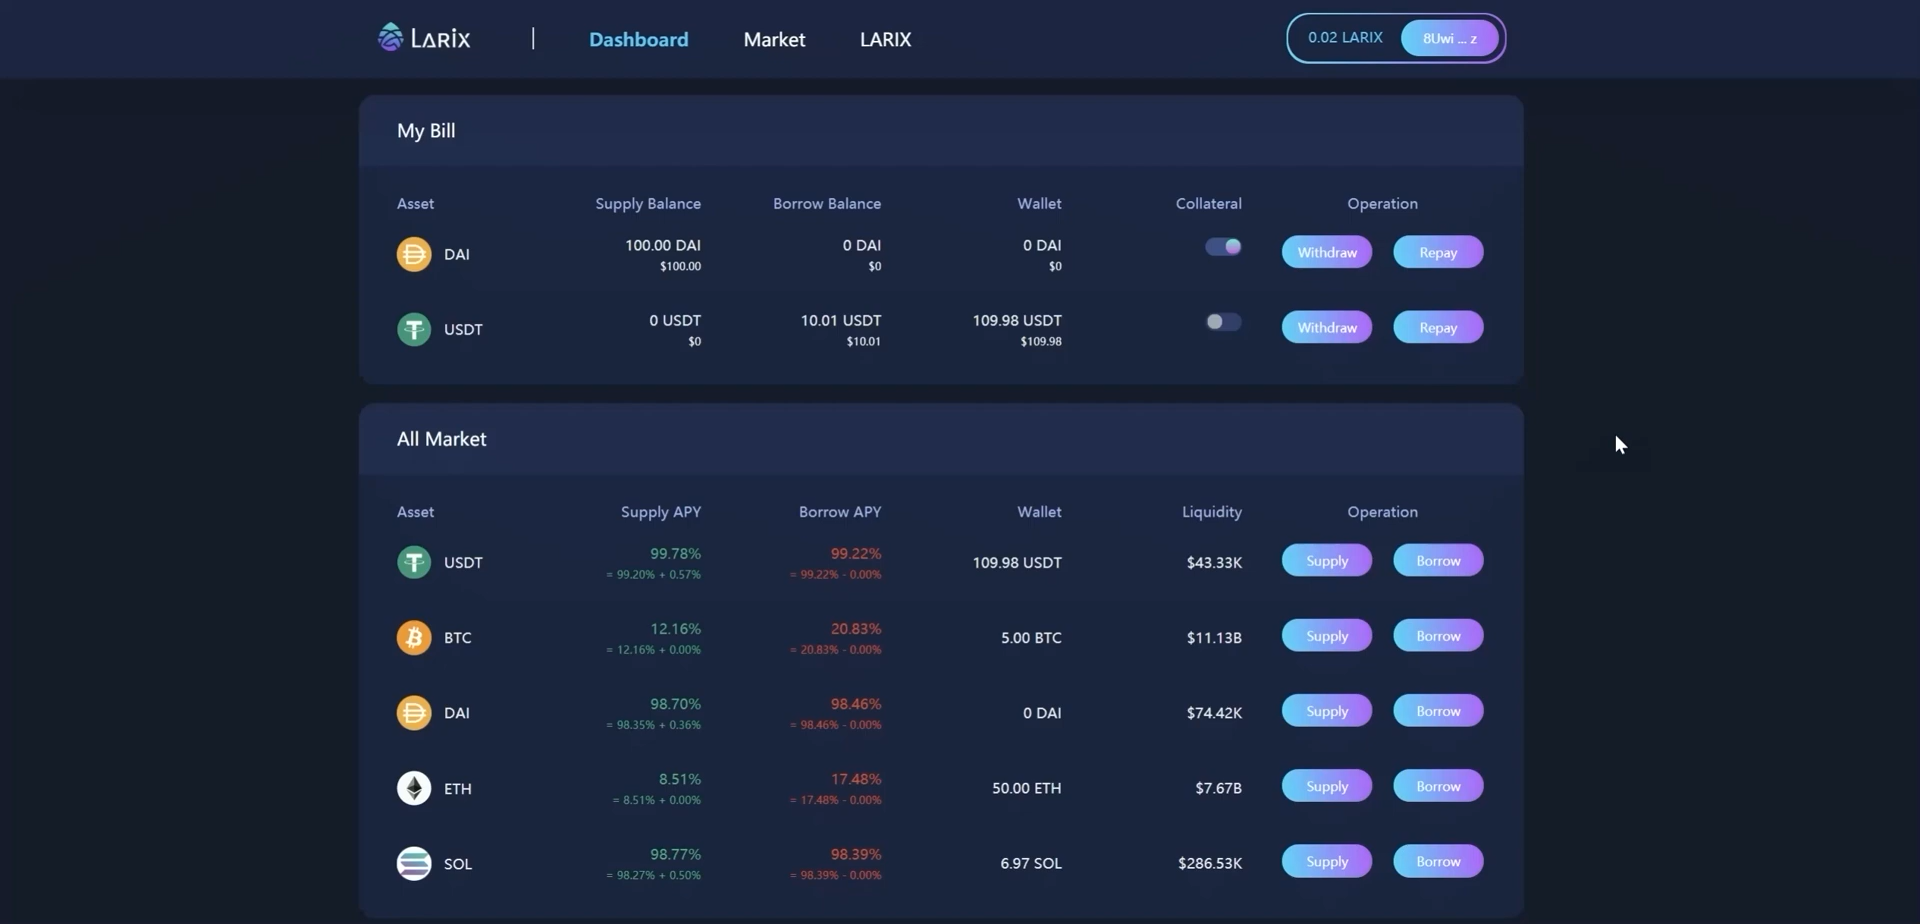 LARIX
Dashboard
Market
LARIX
0.02 LARIX
8Uwi ... z
My Bill
Asset Supply Balance Borrow Balance Wallet Collateral Operation
DAI 100.00 DAI 0 DAI 0 DAI Withdraw Repay
$100.00 $0 $0
USDT 0 USDT 10.01 USDT 109.98 USDT Withdraw Repay
$0 $10.01 $109.98
All Market
Asset Supply APY Borrow APY Wallet Liquidity Operation
USDT 99.78% 99.22% 109.98 USDT $43.33K Supply Borrow
= 99.20% + 0.57% = 99.22% - 0.00%
BTC 12.16% 20.83% 5.00 BTC $11.13B Supply Borrow
= 12.16% + 0.00% = 20.83% - 0.00%
DAI 98.70% 98.46% 0 DAI $74.42K Supply Borrow
= 98.35% + 0.36% = 98.46% - 0.00%
ETH 8.51% 17.48% 50.00 ETH $7.67B Supply Borrow
= 8.51% + 0.00% = 17.48% - 0.00%
SOL 98.77% 98.39% 6.97 SOL $286.53K Supply Borrow
= 98.27% + 0.50% = 98.39% - 0.00%